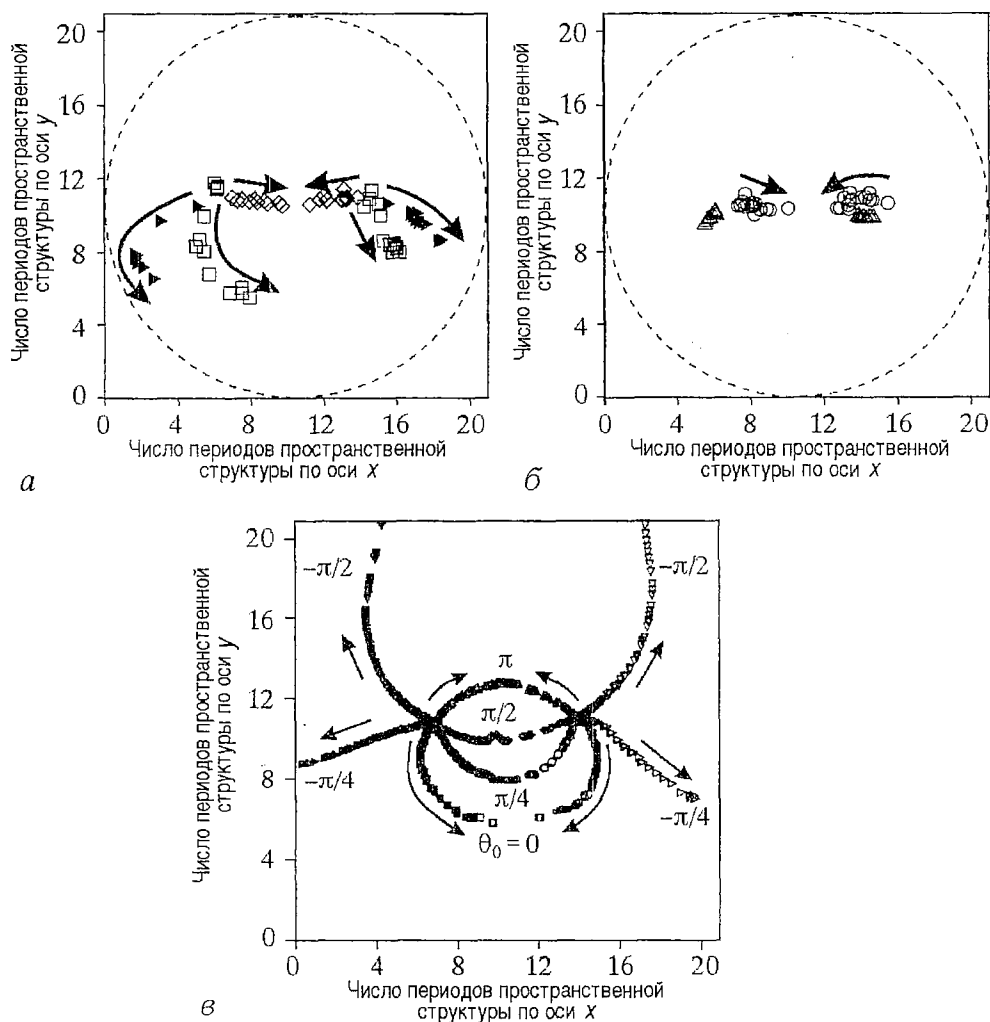 Число периодов пространственной
структуры по оси y
20
16
12
8
4
0
0
4
8
12
16
20
Число периодов пространственной
структуры по оси x
а
Число периодов пространственной
структуры по оси y
20
16
12
8
4
0
0
4
8
12
16
20
Число периодов пространственной
структуры по оси x
б
Число периодов пространственной
структуры по оси y
20
16
12
8
4
0
–π/2
–π/2
π
π/2
–π/4
π/4
–π/4
θ₀ = 0
0
4
8
12
16
20
Число периодов пространственной
структуры по оси x
в